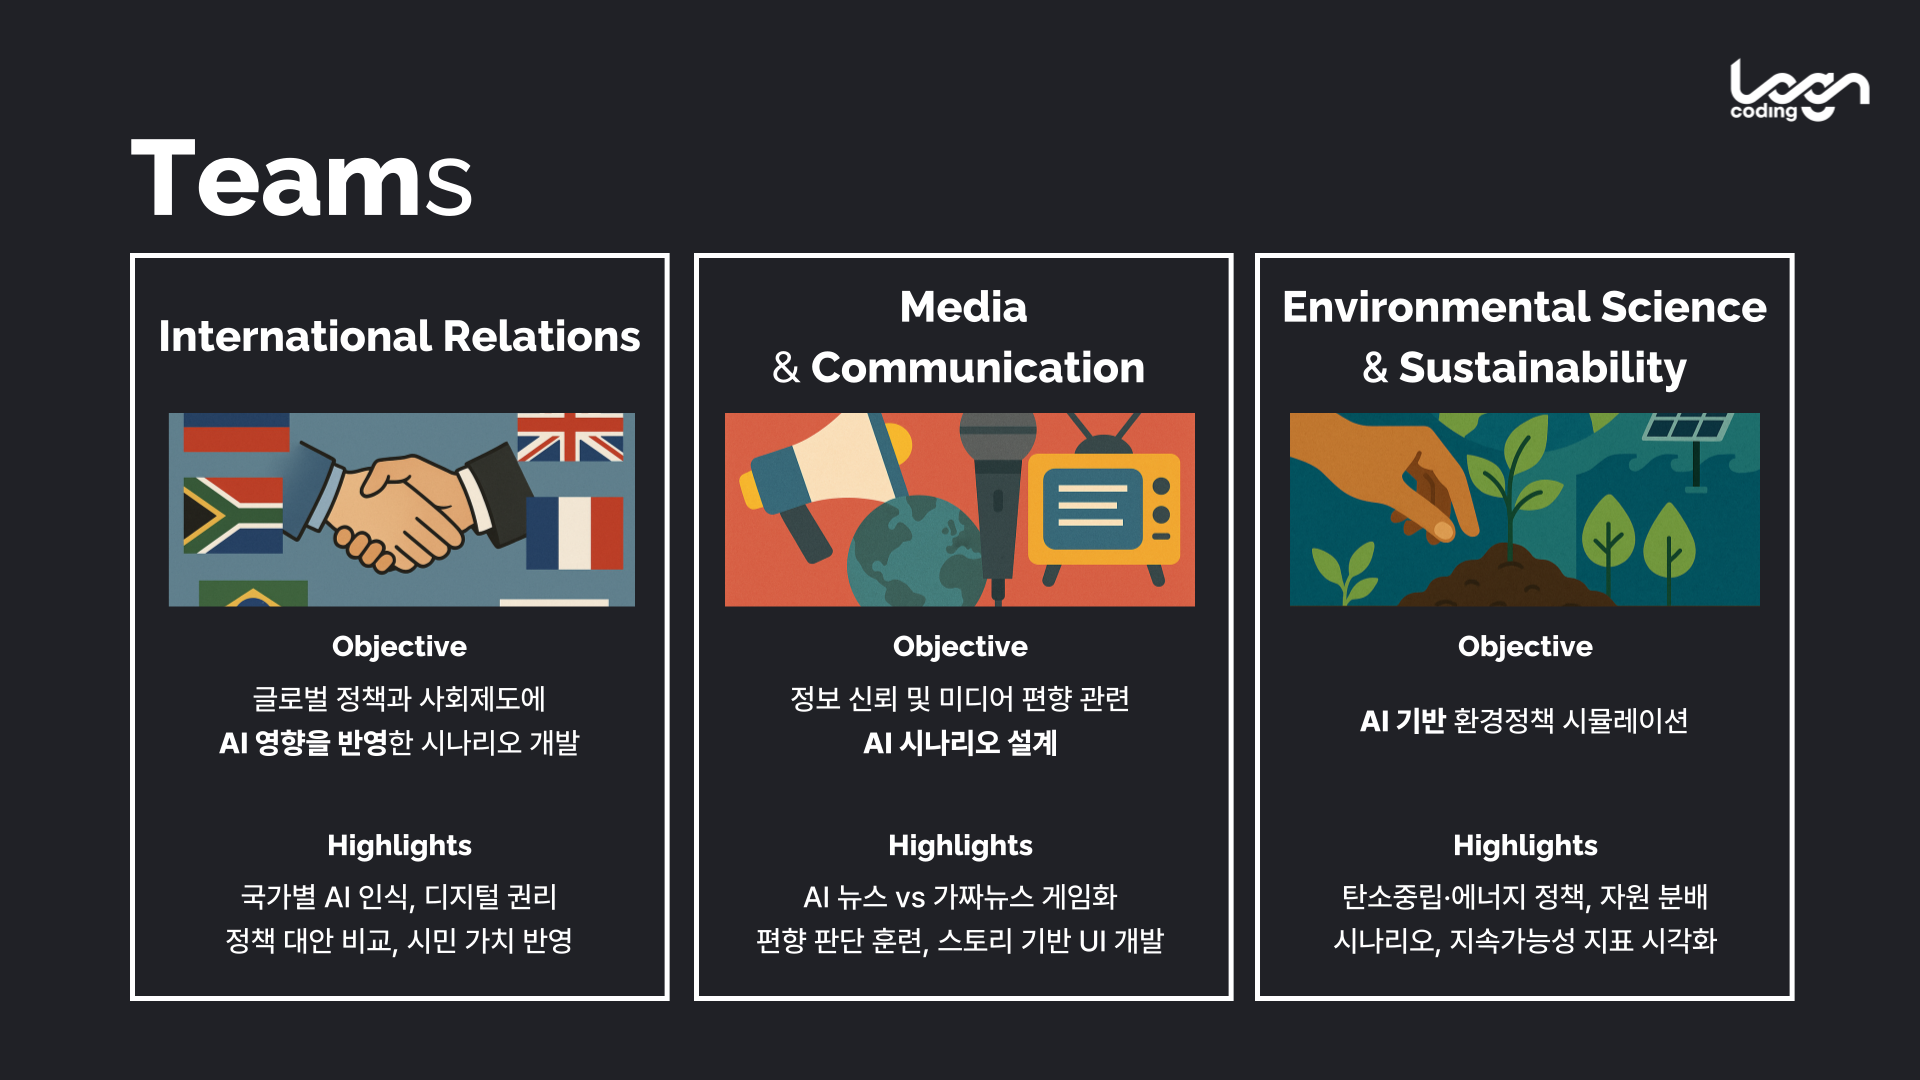 Logn
coding
Teams
International Relations
Objective
글로벌 정책과 사회제도에
AI 영향을 반영한 시나리오 개발
Highlights
국가별 AI 인식, 디지털 권리
정책 대안 비교, 시민 가치 반영
Media
& Communication
Objective
정보 신뢰 및 미디어 편향 관련
AI 시나리오 설계
Highlights
AI 뉴스 vs 가짜뉴스 게임화
편향 판단 훈련, 스토리 기반 UI 개발
Environmental Science
& Sustainability
Objective
AI 기반 환경정책 시뮬레이션
Highlights
탄소중립·에너지 정책, 자원 분배
시나리오, 지속가능성 지표 시각화